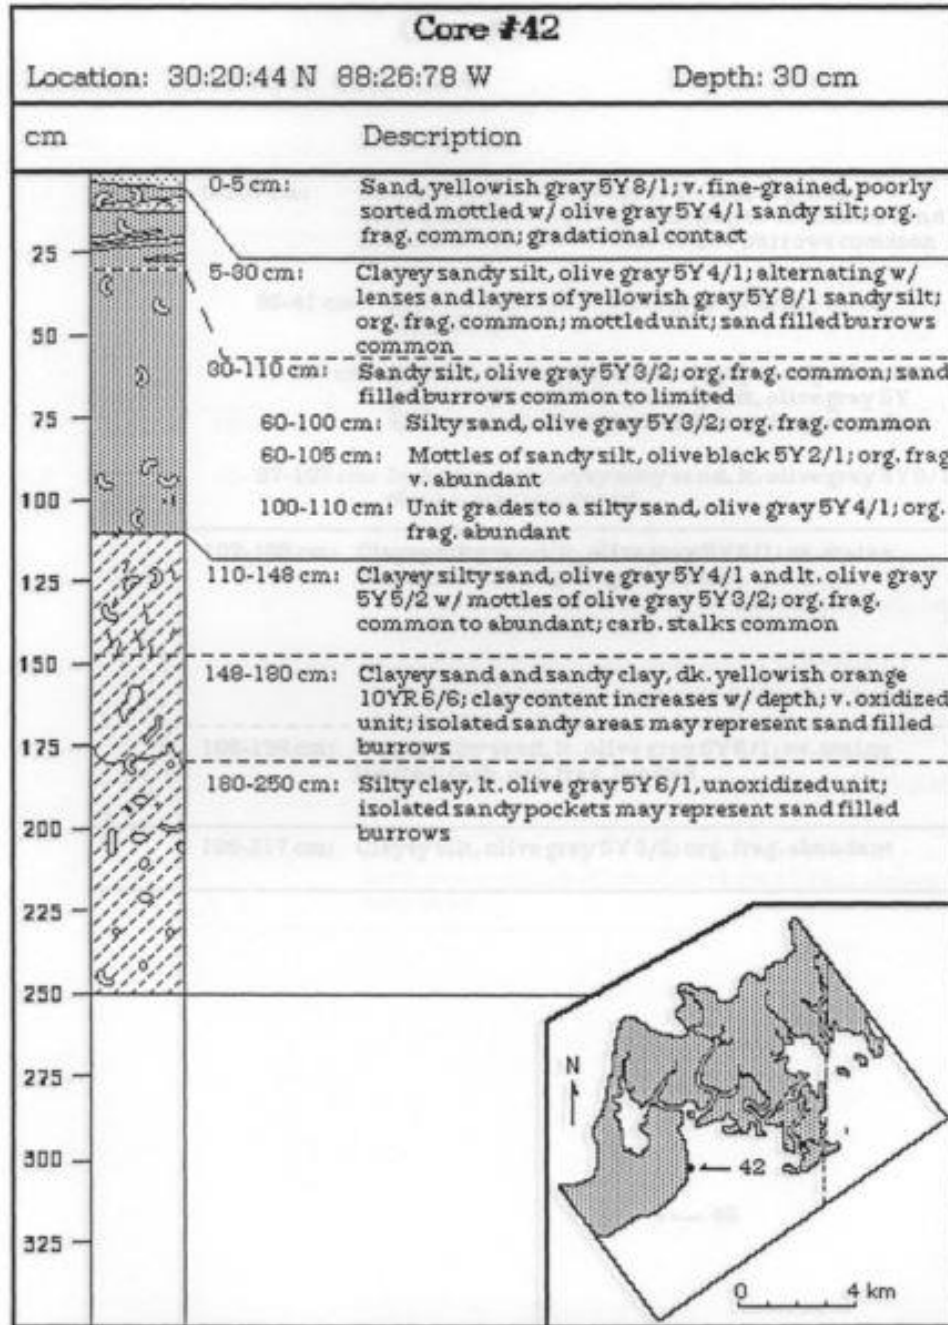 Core #42
Location: 30:20:44 N 88:26:78 W Depth: 30 cm
cm Description
0-5 cm: Sand, yellowish gray 5Y 8/1; v. fine-grained, poorly
sorted mottled w/ olive gray 5Y 4/1 sandy silt; org.
frag. common; gradational contact
25
5-30 cm: Clayey sandy silt, olive gray 5Y 4/1; alternating w/
lenses and layers of yellowish gray 5Y 8/1 sandy silt;
org. frag. common; mottled unit; sand filled burrows
common
50
30-110 cm: Sandy silt, olive gray 5Y 3/2; org. frag. common; sand
filled burrows common to limited
75
60-100 cm: Silty sand, olive gray 5Y 3/2; org. frag. common
60-105 cm: Mottles of sandy silt, olive black 5Y 2/1; org. frag
v. abundant
100
100-110 cm: Unit grades to a silty sand, olive gray 5Y 4/1; org.
frag. abundant
125
110-148 cm: Clayey silty sand, olive gray 5Y 4/1 and lt. olive gray
5Y 5/2 w/ mottles of olive gray 5Y 3/2; org. frag.
common to abundant; carb. stalks common
150
148-180 cm: Clayey sand and sandy clay, dk. yellowish orange
10YR 6/6; clay content increases w/ depth; v. oxidized
unit; isolated sandy areas may represent sand filled
burrows
175
180-250 cm: Silty clay, lt. olive gray 5Y 6/1, unoxidized unit;
isolated sandy pockets may represent sand filled
burrows
200
225
250
275
300
325
N
42
0 4 km